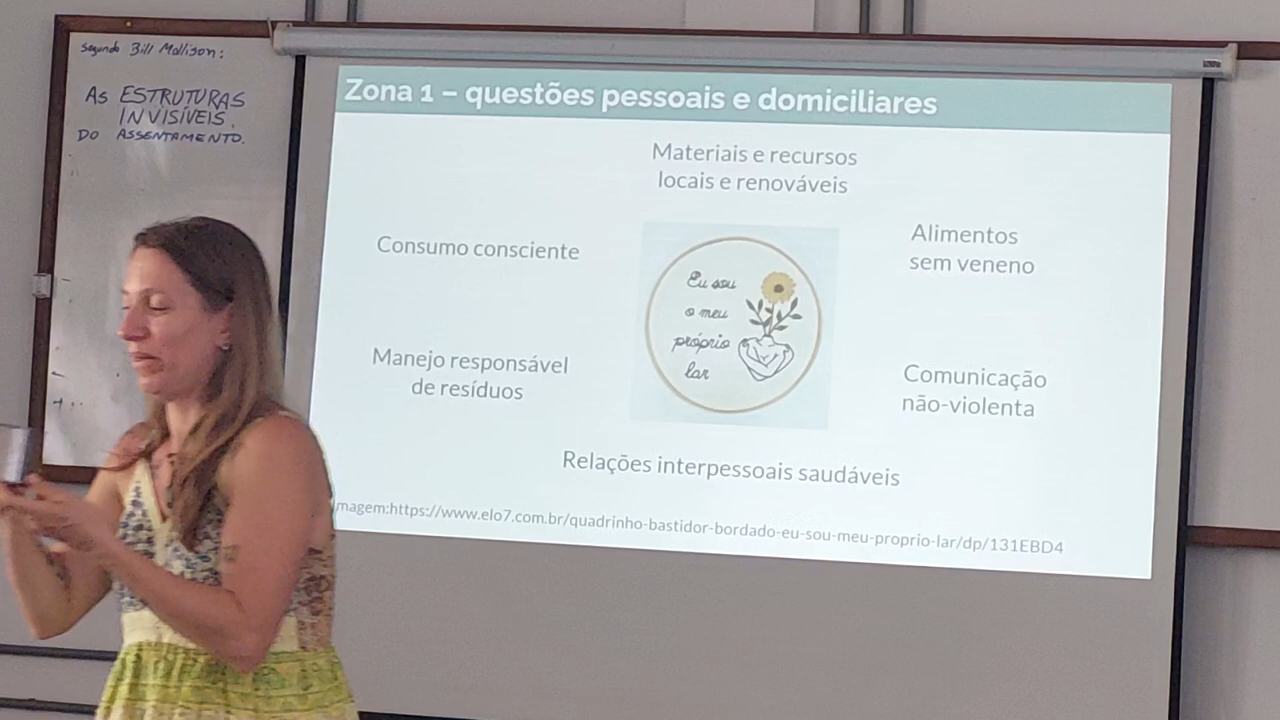 Segundo Bill Mollison:
AS ESTRUTURAS
INVISÍVEIS
DO ASSENTAMENTO.
Zona 1 – questões pessoais e domiciliares
Materiais e recursos
locais e renováveis
Consumo consciente
Alimentos
sem veneno
Eu sou
o meu
próprio
lar
Manejo responsável
de resíduos
Comunicação
não-violenta
Relações interpessoais saudáveis
magem:https://www.elo7.com.br/quadrinho-bastidor-bordado-eu-sou-meu-proprio-lar/dp/131EBD4